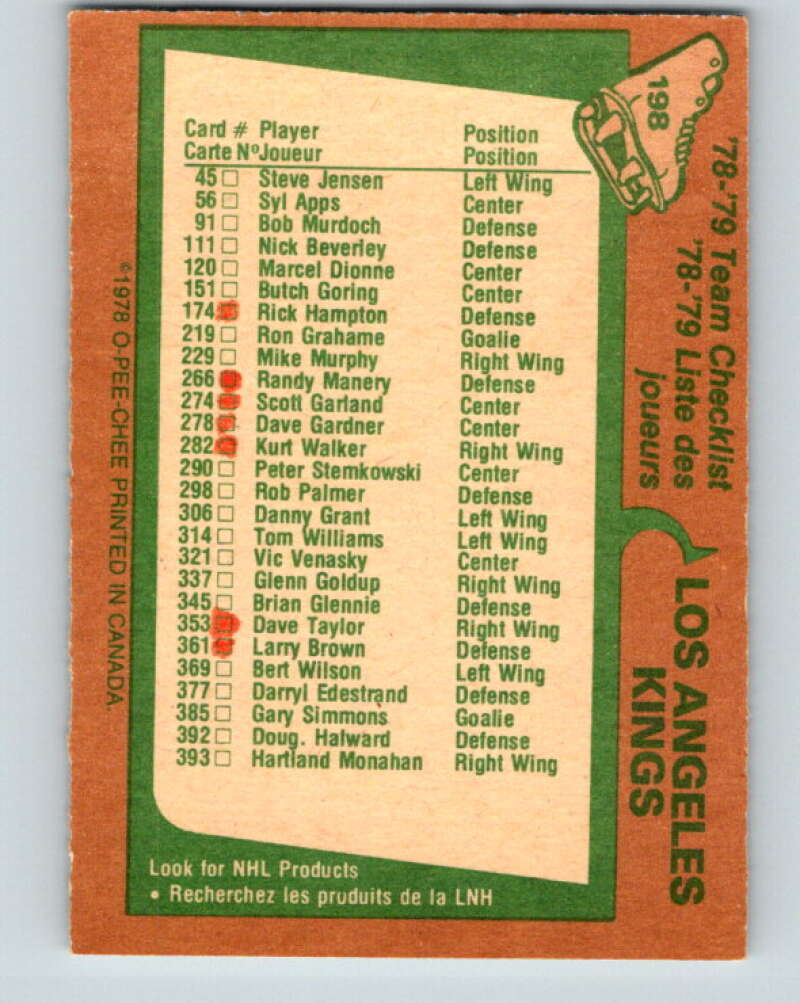 198
'78-'79 Team Checklist
'78-'79 Liste des
joueurs
LOS ANGELES
KINGS
Card # Player Position
Carte Nº Joueur Position
45 Steve Jensen Left Wing
56 Syl Apps Center
91 Bob Murdoch Defense
111 Nick Beverley Defense
120 Marcel Dionne Center
151 Butch Goring Center
174 Rick Hampton Defense
219 Ron Grahame Goalie
229 Mike Murphy Right Wing
266 Randy Manery Defense
274 Scott Garland Center
278 Dave Gardner Center
282 Kurt Walker Right Wing
290 Peter Stemkowski Center
298 Rob Palmer Defense
306 Danny Grant Left Wing
314 Tom Williams Left Wing
321 Vic Venasky Center
337 Glenn Goldup Right Wing
345 Brian Glennie Defense
353 Dave Taylor Right Wing
361 Larry Brown Defense
369 Bert Wilson Left Wing
377 Darryl Edestrand Defense
385 Gary Simmons Goalie
392 Doug. Halward Defense
393 Hartland Monahan Right Wing
Look for NHL Products
• Recherchez les produits de la LNH
©1978 O-PEE-CHEE PRINTED IN CANADA.